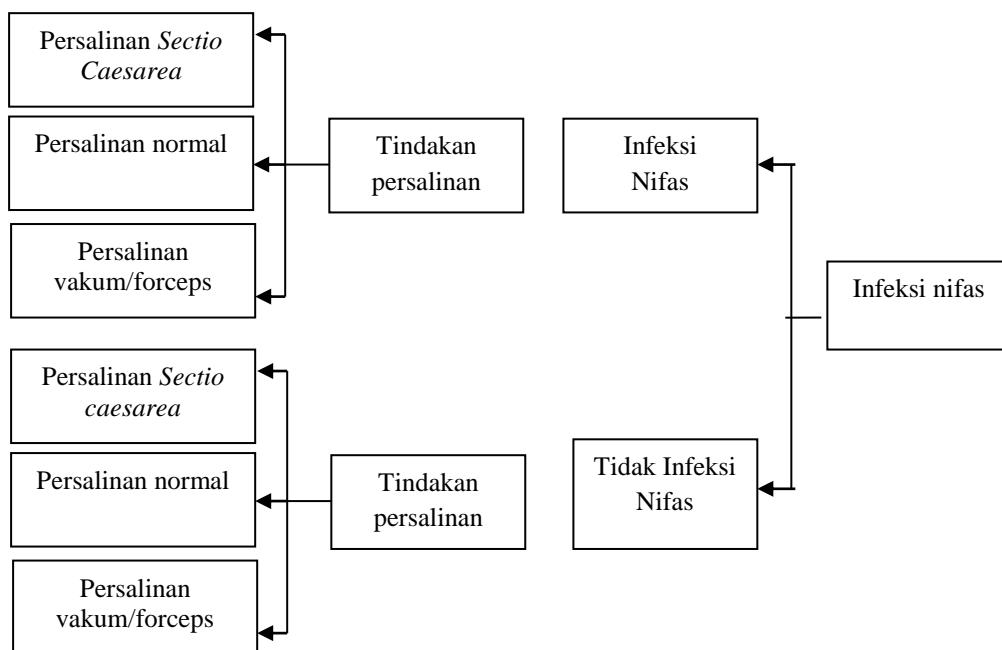 Persalinan Sectio
Caesarea
Persalinan normal
Persalinan
vakum/forceps
Tindakan
persalinan
Infeksi
Nifas
Infeksi nifas
Persalinan Sectio
caesarea
Persalinan normal
Persalinan
vakum/forceps
Tindakan
persalinan
Tidak Infeksi
Nifas